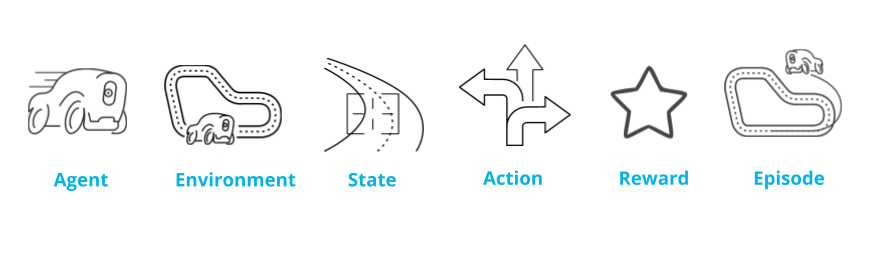 Agent
Environment
State
Action
Reward
Episode